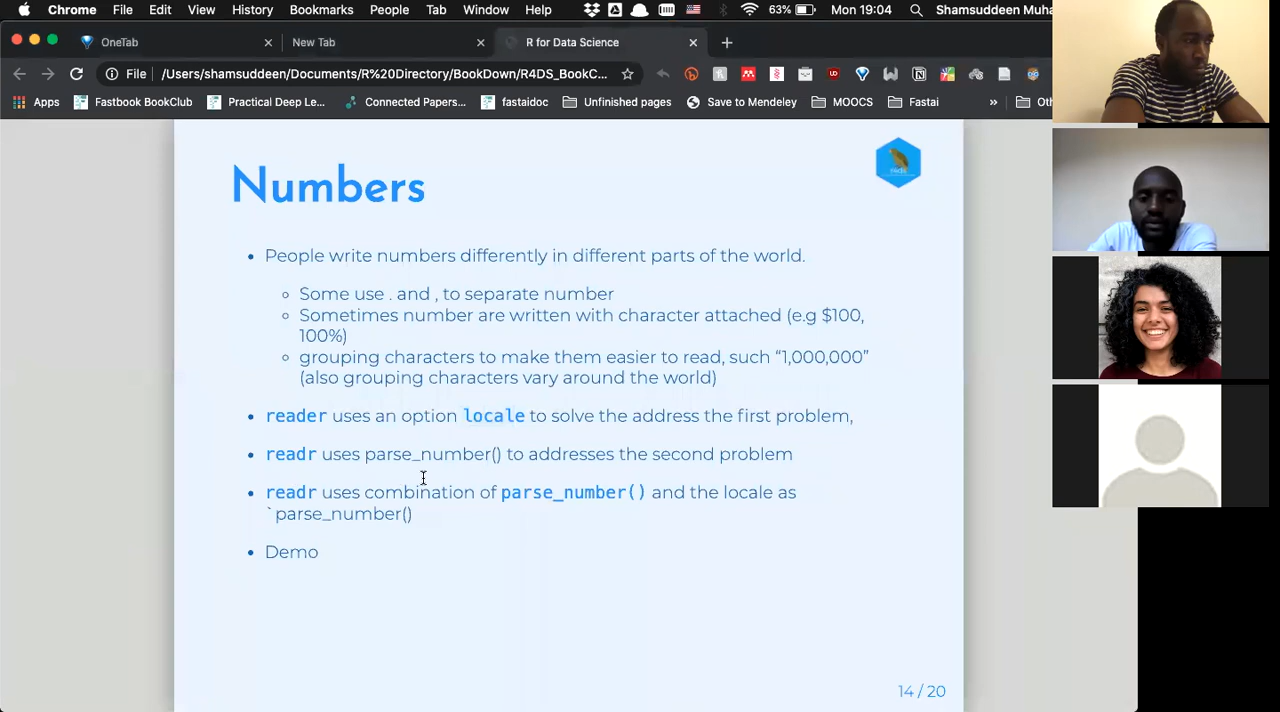 Chrome File Edit View History Bookmarks People Tab Window Help 63% Mon 19:04 Shamsuddeen Muha
OneTab New Tab R for Data Science
File /Users/shamsuddeen/Documents/R%20Directory/BookDown/R4DS_BookC...
Apps Fastbook BookClub Practical Deep Le... Connected Papers... fastaidoc Unfinished pages Save to Mendeley MOOCS Fastai » Oth
Numbers
• People write numbers differently in different parts of the world.
Some use . and , to separate number
Sometimes number are written with character attached (e.g $100,
100%)
grouping characters to make them easier to read, such “1,000,000”
(also grouping characters vary around the world)
• reader uses an option locale to solve the address the first problem,
• readr uses parse_number() to addresses the second problem
• readr uses combination of parse_number() and the locale as
`parse_number()
• Demo
14 / 20